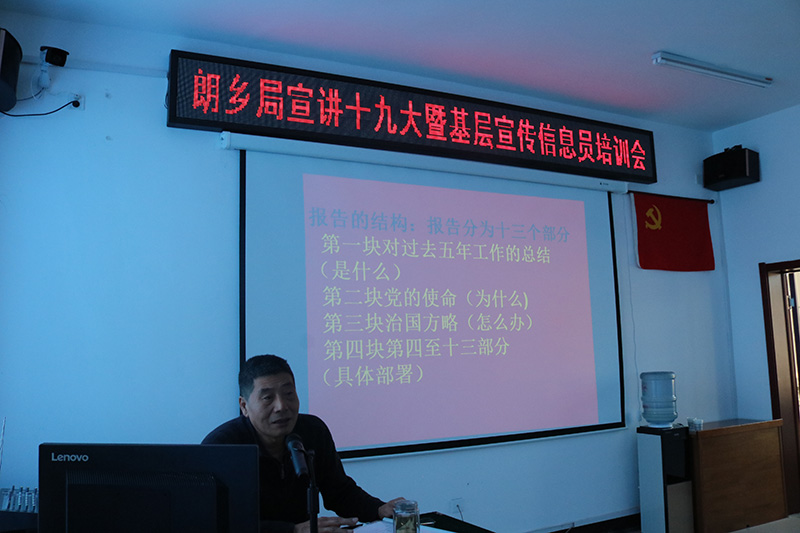 朗乡局宣讲十九大暨基层宣传信息员培训会
报告的结构：报告分为十三个部分
第一块对过去五年工作的总结
（是什么）
第二块党的使命（为什么)
第三块治国方略（怎么办）
第四块第四至十三部分
（具体部署）
Lenovo